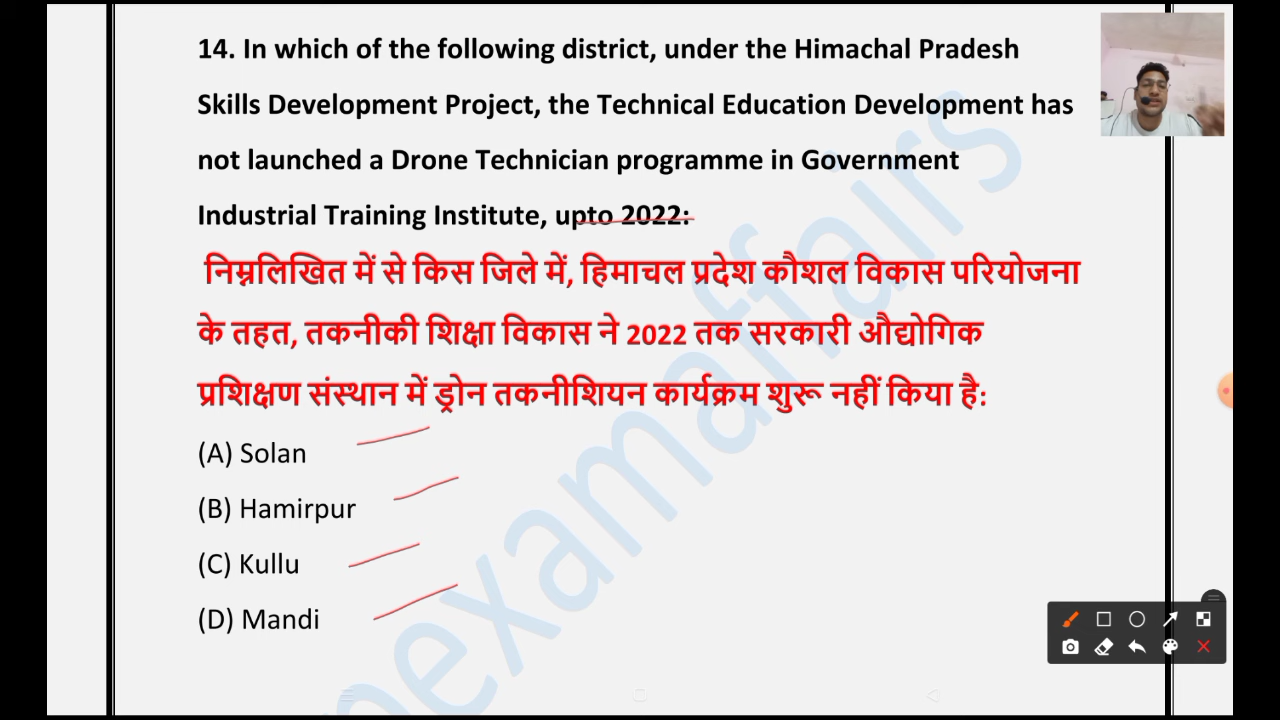 14. In which of the following district, under the Himachal Pradesh
Skills Development Project, the Technical Education Development has
not launched a Drone Technician programme in Government
Industrial Training Institute, upto 2022:
निम्नलिखित में से किस जिले में, हिमाचल प्रदेश कौशल विकास परियोजना
के तहत, तकनीकी शिक्षा विकास ने 2022 तक सरकारी औद्योगिक
प्रशिक्षण संस्थान में ड्रोन तकनीशियन कार्यक्रम शुरू नहीं किया है:
(A) Solan
(B) Hamirpur
(C) Kullu
(D) Mandi
exam affairs